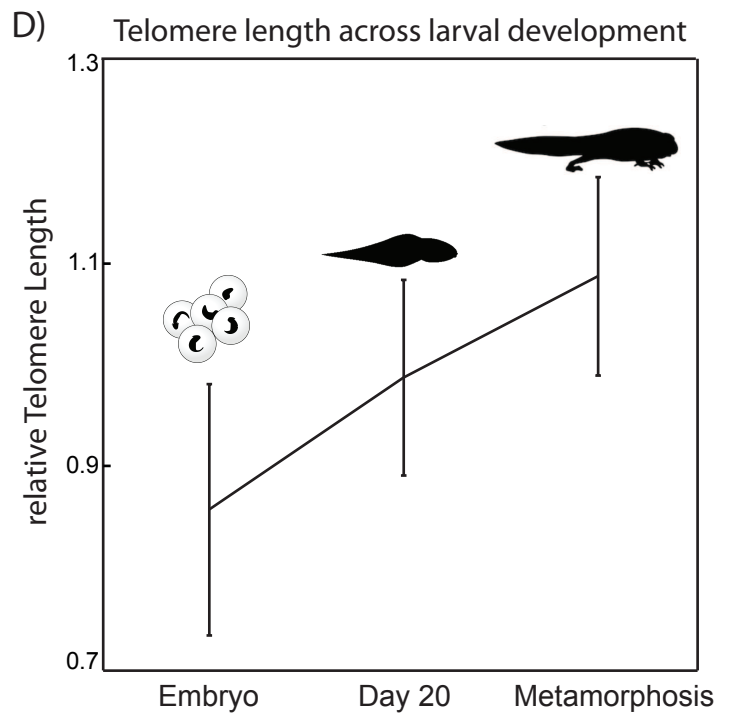 D)
Telomere length across larval development
relative Telomere Length
1.3
1.1
0.9
0.7
Embryo
Day 20
Metamorphosis